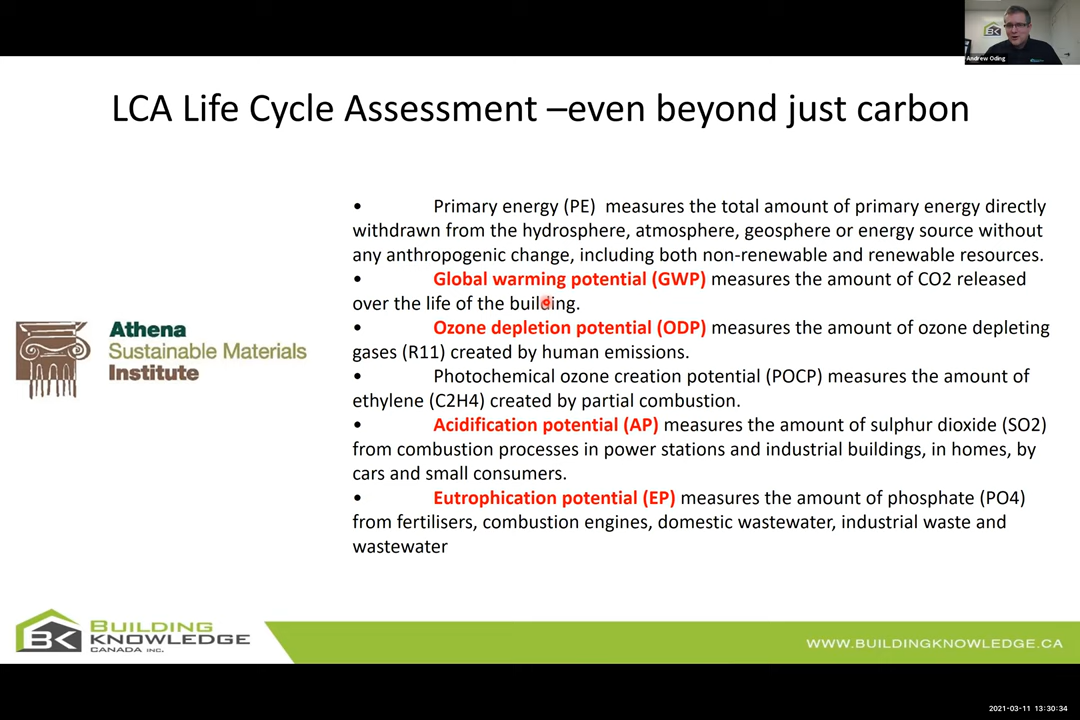 BK
Andrew Oding
LCA Life Cycle Assessment –even beyond just carbon
• Primary energy (PE) measures the total amount of primary energy directly
withdrawn from the hydrosphere, atmosphere, geosphere or energy source without
any anthropogenic change, including both non-renewable and renewable resources.
• Global warming potential (GWP) measures the amount of CO2 released
over the life of the building.
• Ozone depletion potential (ODP) measures the amount of ozone depleting
gases (R11) created by human emissions.
• Photochemical ozone creation potential (POCP) measures the amount of
ethylene (C2H4) created by partial combustion.
• Acidification potential (AP) measures the amount of sulphur dioxide (SO2)
from combustion processes in power stations and industrial buildings, in homes, by
cars and small consumers.
• Eutrophication potential (EP) measures the amount of phosphate (PO4)
from fertilisers, combustion engines, domestic wastewater, industrial waste and
wastewater
Athena
Sustainable Materials
Institute
BK
BUILDING
KNOWLEDGE
CANADA INC.
WWW.BUILDINGKNOWLEDGE.CA
2021-03-11 13:30:34